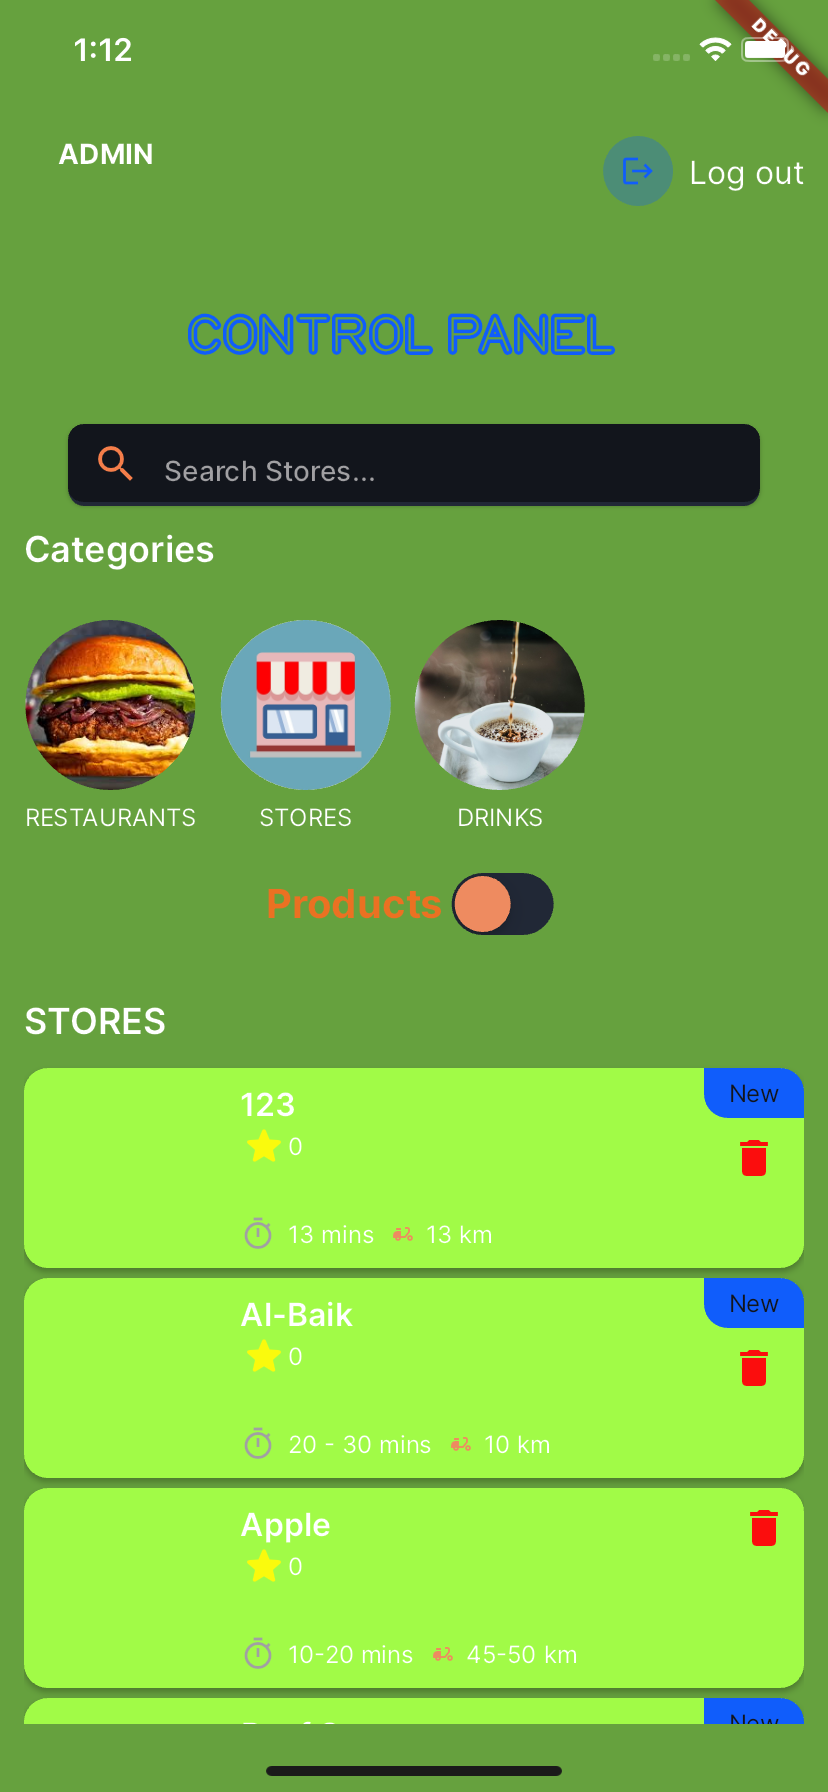 1:12
DEBUG
ADMIN
Log out
CONTROL PANEL
Search Stores...
Categories
RESTAURANTS
STORES
DRINKS
Products
STORES
123
New
0
13 mins
13 km
Al-Baik
New
0
20 - 30 mins
10 km
Apple
0
10-20 mins
45-50 km
New